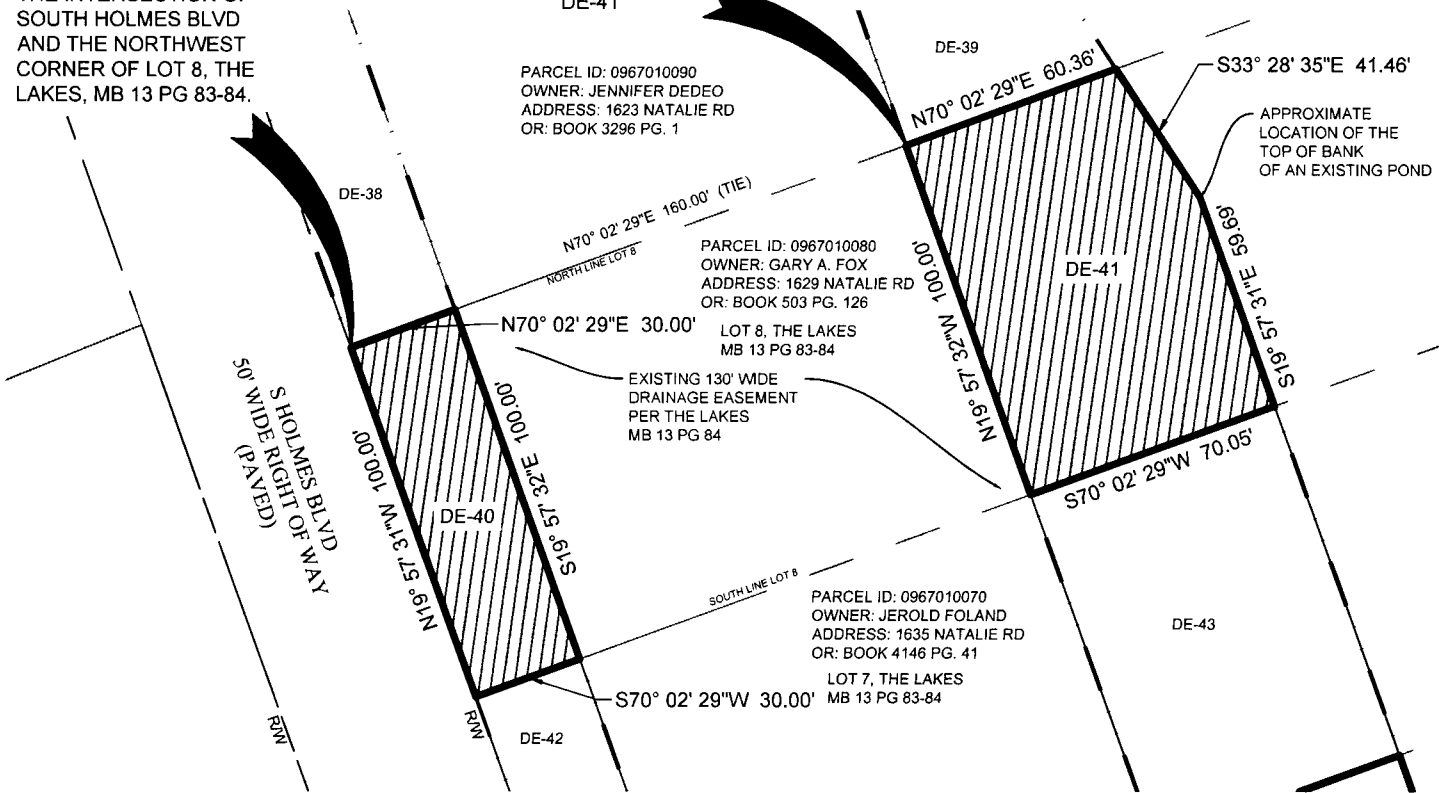 SOUTH HOLMES BLVD
AND THE NORTHWEST
CORNER OF LOT 8, THE
LAKES, MB 13 PG 83-84.
DE-41
DE-39
PARCEL ID: 0967010090
OWNER: JENNIFER DEDEO
ADDRESS: 1623 NATALIE RD
OR: BOOK 3296 PG. 1
N70° 02' 29"E 60.36'
S33° 28' 35"E 41.46'
APPROXIMATE
LOCATION OF THE
TOP OF BANK
OF AN EXISTING POND
DE-38
N70° 02' 29"E 160.00' (TIE)
NORTH LINE LOT 8
PARCEL ID: 0967010080
OWNER: GARY A. FOX
ADDRESS: 1629 NATALIE RD
OR: BOOK 503 PG. 126
LOT 8, THE LAKES
MB 13 PG 83-84
N19° 57' 32"W 100.00'
DE-41
S19° 57' 31"E 59.69'
S70° 02' 29"W 70.05'
N70° 02' 29"E 30.00'
EXISTING 130' WIDE
DRAINAGE EASEMENT
PER THE LAKES
MB 13 PG 84
S HOLMES BLVD
50' WIDE RIGHT OF WAY
(PAVED)
N19° 57' 31"W 100.00'
DE-40
S19° 57' 32"E 100.00'
SOUTH LINE LOT 8
PARCEL ID: 0967010070
OWNER: JEROLD FOLAND
ADDRESS: 1635 NATALIE RD
OR: BOOK 4146 PG. 41
LOT 7, THE LAKES
MB 13 PG 83-84
DE-43
S70° 02' 29"W 30.00'
R/W
R/W
DE-42